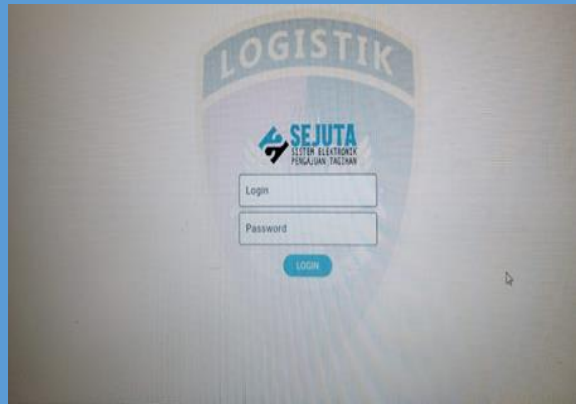 LOGISTIK
SEJUTA
SISTEM ELEKTRONIK
PENGAJUAN TAGIHAN
Login
Password
LOGIN